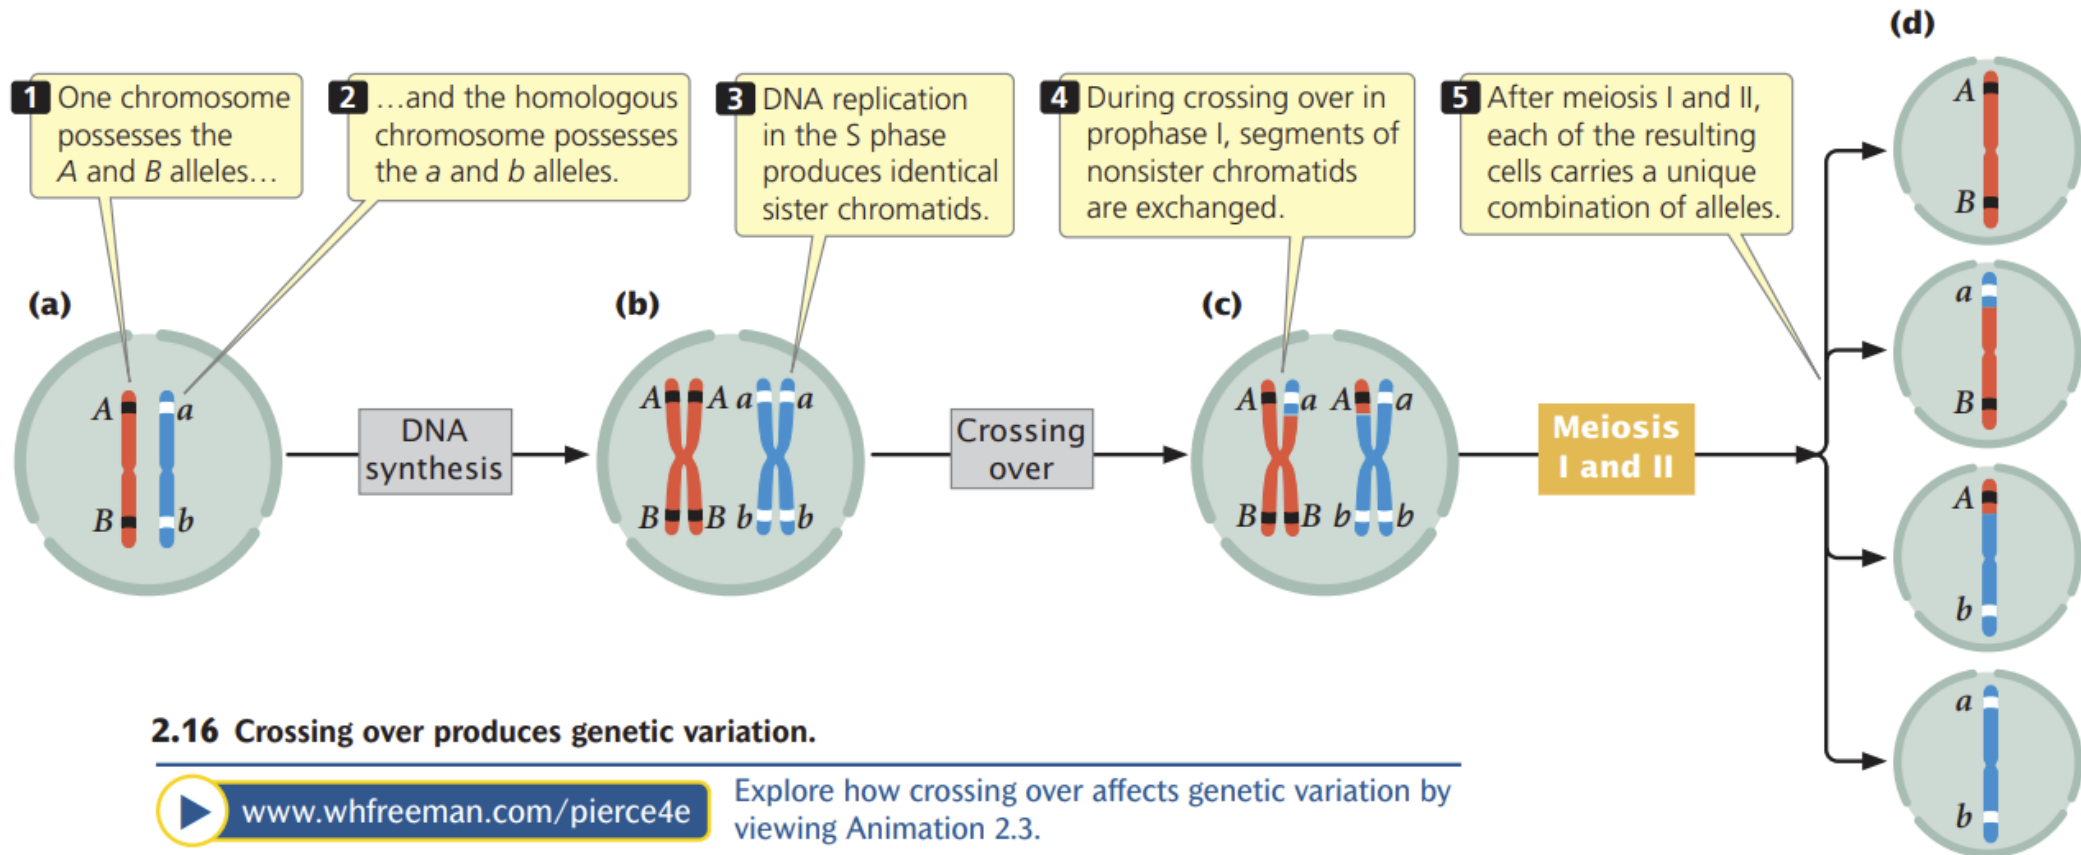 (d)
1 One chromosome
possesses the
A and B alleles…
2 …and the homologous
chromosome possesses
the a and b alleles.
3 DNA replication
in the S phase
produces identical
sister chromatids.
4 During crossing over in
prophase I, segments of
nonsister chromatids
are exchanged.
5 After meiosis I and II,
each of the resulting
cells carries a unique
combination of alleles.
(a)
A a
B b
DNA
synthesis
(b)
A A a a
B B b b
Crossing
over
(c)
A a A a
B B b b
Meiosis
I and II
A
B
a
B
A
b
a
b
2.16 Crossing over produces genetic variation.
www.whfreeman.com/pierce4e
Explore how crossing over affects genetic variation by
viewing Animation 2.3.